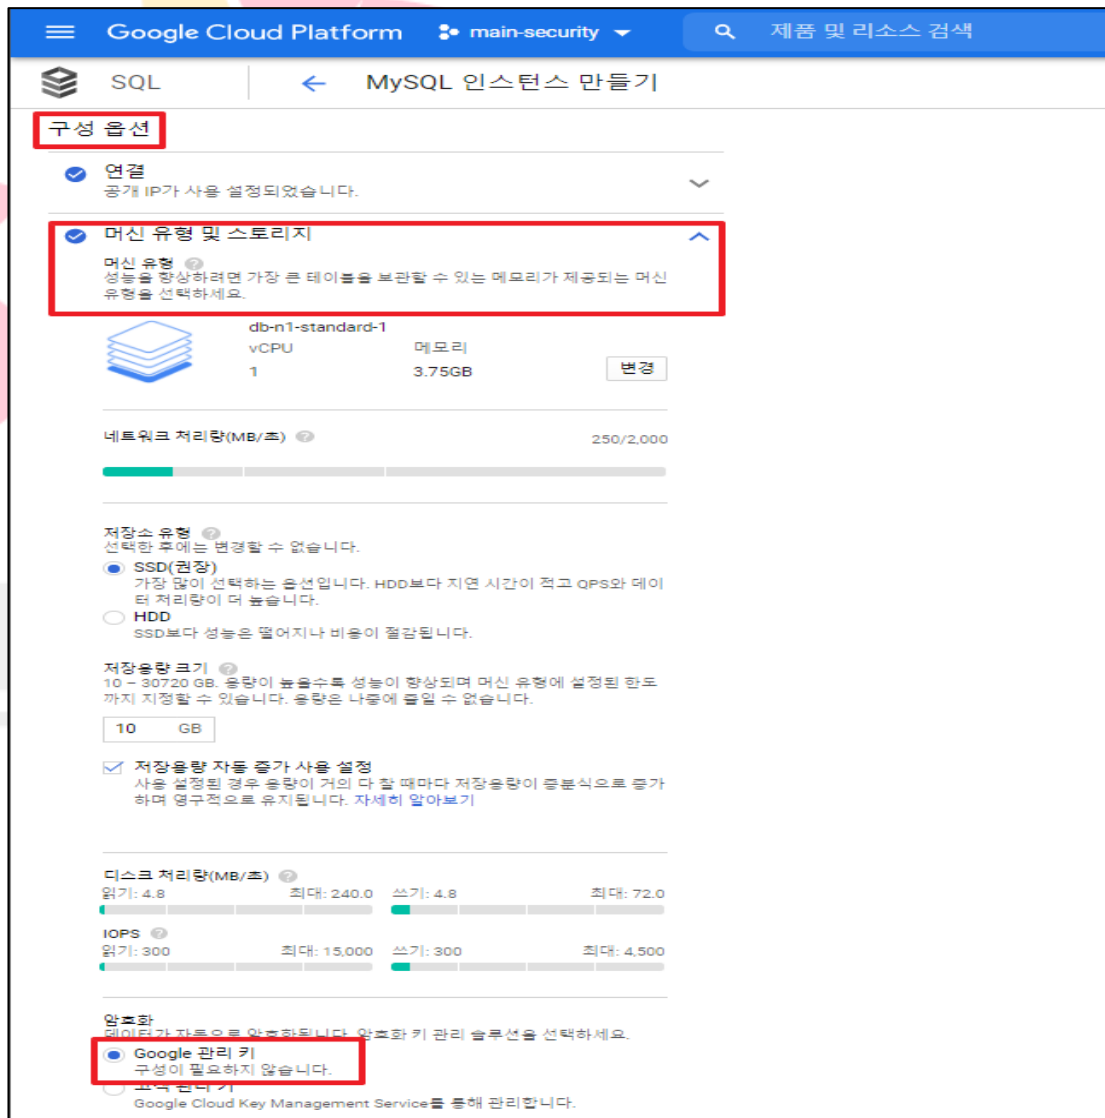 Google Cloud Platform main-security 제품 및 리소스 검색
SQL MySQL 인스턴스 만들기
구성 옵션
연결
공개 IP가 사용 설정되었습니다.
머신 유형 및 스토리지
머신 유형
성능을 향상하려면 가장 큰 테이블을 보관할 수 있는 메모리가 제공되는 머신
유형을 선택하세요.
db-n1-standard-1
vCPU 메모리
1 3.75GB 변경
네트워크 처리량(MB/초) 250/2,000
저장소 유형
선택한 후에는 변경할 수 없습니다.
SSD(권장)
가장 많이 선택하는 옵션입니다. HDD보다 지연 시간이 적고 QPS와 데이
터 처리량이 더 높습니다.
HDD
SSD보다 성능은 떨어지나 비용이 절감됩니다.
저장용량 크기
10 – 30720 GB. 용량이 높을수록 성능이 향상되며 머신 유형에 설정된 한도
까지 지정할 수 있습니다. 용량은 나중에 줄일 수 없습니다.
10 GB
저장용량 자동 증가 사용 설정
사용 설정된 경우 용량이 거의 다 찰 때마다 저장용량이 증분식으로 증가
하며 영구적으로 유지됩니다. 자세히 알아보기
디스크 처리량(MB/초)
읽기: 4.8 최대: 240.0 쓰기: 4.8 최대: 72.0
IOPS
읽기: 300 최대: 15,000 쓰기: 300 최대: 4,500
암호화
데이터가 자동으로 암호화됩니다. 암호화 키 관리 솔루션을 선택하세요.
Google 관리 키
구성이 필요하지 않습니다.
고객 관리 키
Google Cloud Key Management Service를 통해 관리합니다.